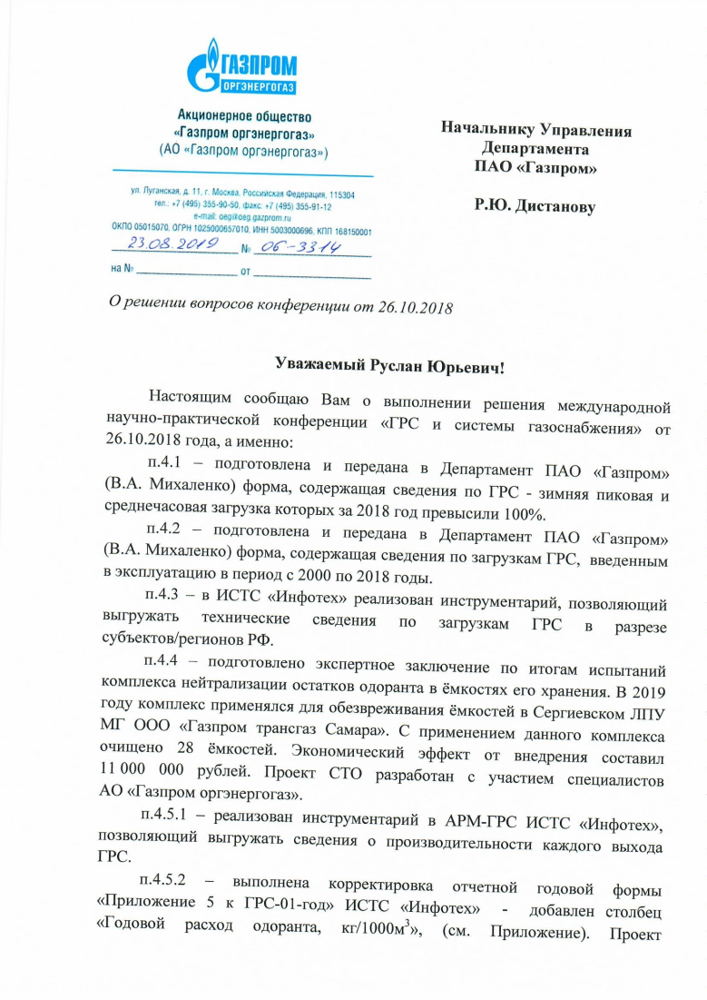 ГАЗПРОМ
ОРГЭНЕРГОГАЗ
Акционерное общество
«Газпром оргэнергогаз»
(АО «Газпром оргэнергогаз»)
ул. Луганская, д. 11, г. Москва, Российская Федерация, 115304
тел.: +7 (495) 355-90-50, факс: +7 (495) 355-91-12
e-mail: oeg@oeg.gazprom.ru
ОКПО 05015070, ОГРН 1025000657010, ИНН 5003000696, КПП 168150001
23.08.2019 № 06-3314
на № от
Начальнику Управления
Департамента
ПАО «Газпром»
Р.Ю. Дистанову
О решении вопросов конференции от 26.10.2018
Уважаемый Руслан Юрьевич!
Настоящим сообщаю Вам о выполнении решения международной
научно-практической конференции «ГРС и системы газоснабжения» от
26.10.2018 года, а именно:
п.4.1 – подготовлена и передана в Департамент ПАО «Газпром»
(В.А. Михаленко) форма, содержащая сведения по ГРС - зимняя пиковая и
среднечасовая загрузка которых за 2018 год превысили 100%.
п.4.2 – подготовлена и передана в Департамент ПАО «Газпром»
(В.А. Михаленко) форма, содержащая сведения по загрузкам ГРС, введенным
в эксплуатацию в период с 2000 по 2018 годы.
п.4.3 – в ИСТС «Инфотех» реализован инструментарий, позволяющий
выгружать технические сведения по загрузкам ГРС в разрезе
субъектов/регионов РФ.
п.4.4 – подготовлено экспертное заключение по итогам испытаний
комплекса нейтрализации остатков одоранта в ёмкостях его хранения. В 2019
году комплекс применялся для обезвреживания ёмкостей в Сергиевском ЛПУ
МГ ООО «Газпром трансгаз Самара». С применением данного комплекса
очищено 28 ёмкостей. Экономический эффект от внедрения составил
11 000 000 рублей. Проект СТО разработан с участием специалистов
АО «Газпром оргэнергогаз».
п.4.5.1 – реализован инструментарий в АРМ-ГРС ИСТС «Инфотех»,
позволяющий выгружать сведения о производительности каждого выхода
ГРС.
п.4.5.2 – выполнена корректировка отчетной годовой формы
«Приложение 5 к ГРС-01-год» ИСТС «Инфотех» - добавлен столбец
«Годовой расход одоранта, кг/1000м³», (см. Приложение). Проект